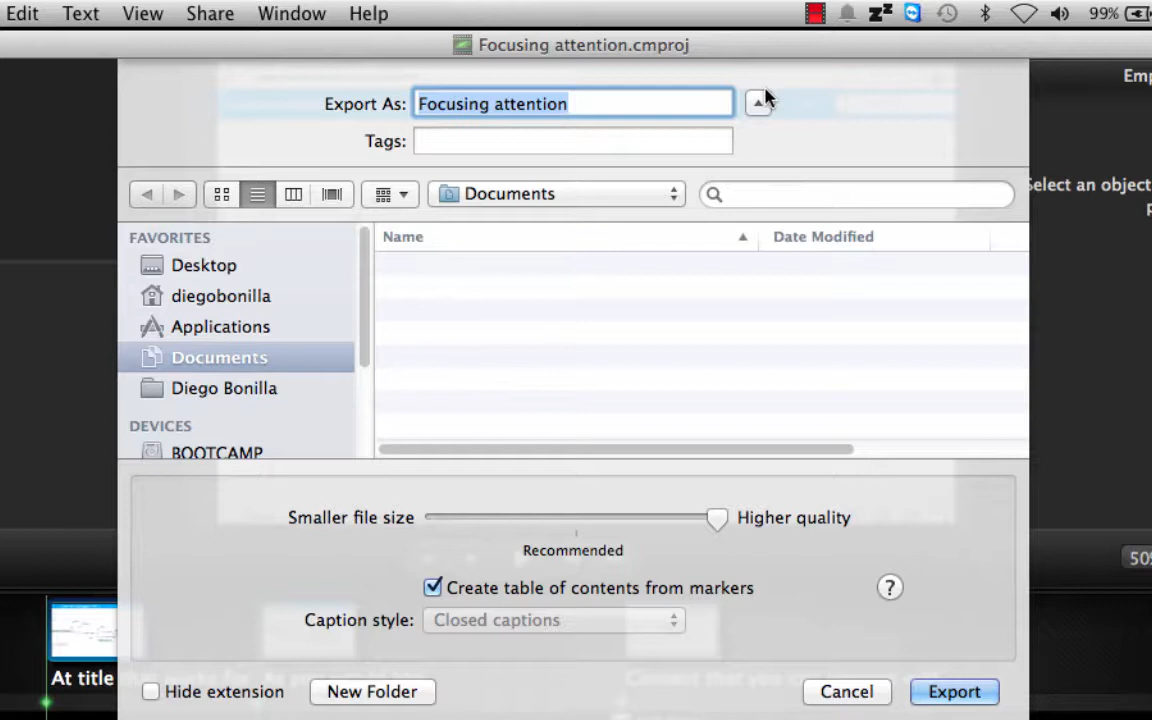 Edit Text View Share Window Help 99%
Focusing attention.cmproj
Emp
Export As: Focusing attention
Tags:
Select an object
p
Documents
FAVORITES
Name Date Modified
Desktop
diegobonilla
Applications
Documents
Diego Bonilla
DEVICES
BOOTCAMP
Smaller file size Higher quality
Recommended
50%
Create table of contents from markers ?
Caption style: Closed captions
At title
Hide extension New Folder Cancel Export